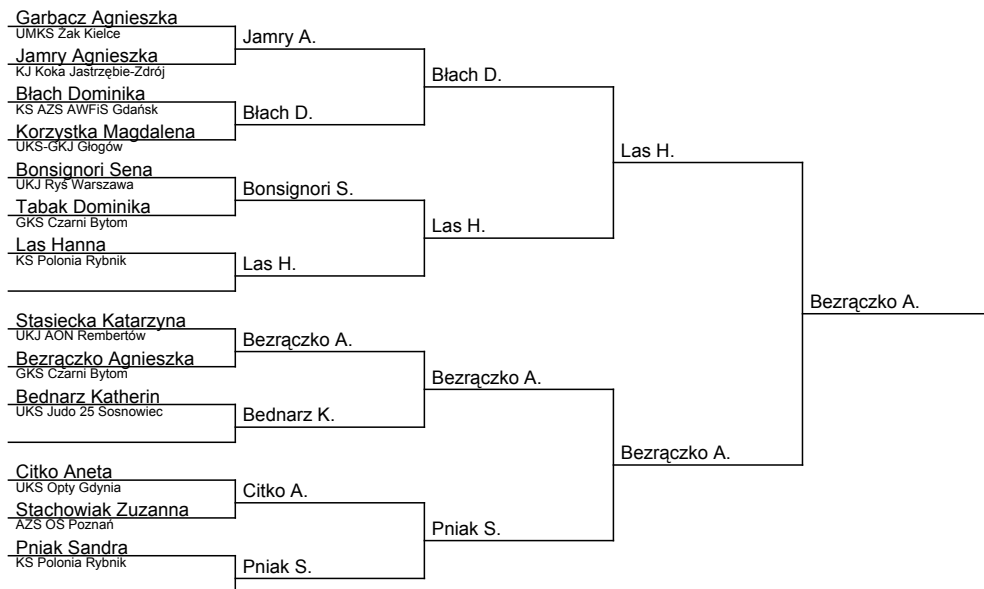 Garbacz Agnieszka
UMKS Żak Kielce
Jamry Agnieszka
KJ Koka Jastrzębie-Zdrój
Błach Dominika
KS AZS AWFiS Gdańsk
Korzystka Magdalena
UKS-GKJ Głogów
Bonsignori Sena
UKJ Ryś Warszawa
Tabak Dominika
GKS Czarni Bytom
Las Hanna
KS Polonia Rybnik
Stasiecka Katarzyna
UKJ AON Rembertów
Bezrączko Agnieszka
GKS Czarni Bytom
Bednarz Katherin
UKS Judo 25 Sosnowiec
Citko Aneta
UKS Opty Gdynia
Stachowiak Zuzanna
AZS OŚ Poznań
Pniak Sandra
KS Polonia Rybnik
Jamry A.
Błach D.
Bonsignori S.
Las H.
Bezrączko A.
Bednarz K.
Citko A.
Pniak S.
Błach D.
Las H.
Bezrączko A.
Pniak S.
Las H.
Bezrączko A.
Bezrączko A.